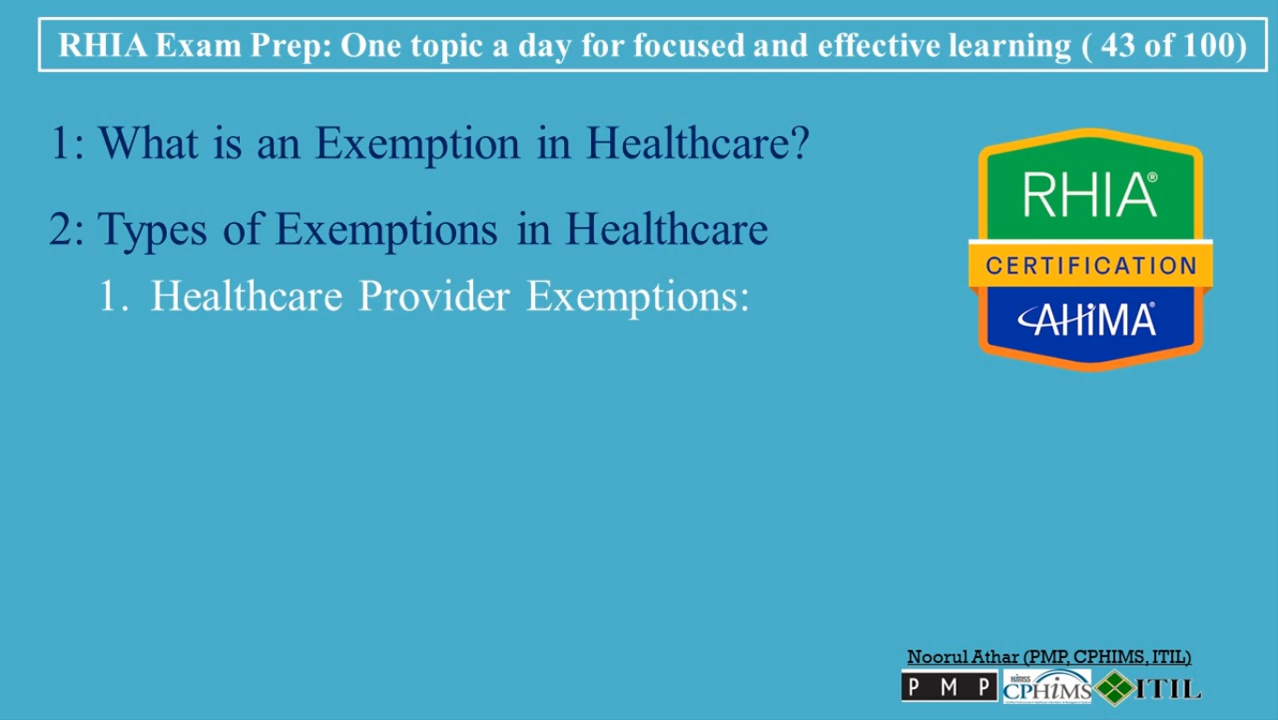 RHIA Exam Prep: One topic a day for focused and effective learning ( 43 of 100)
1: What is an Exemption in Healthcare?
2: Types of Exemptions in Healthcare
1. Healthcare Provider Exemptions:
RHIA®
CERTIFICATION
AHiMA®
Noorul Athar (PMP, CPHIMS, ITIL)
PMP
HIMSS
CPHiMS
ITIL